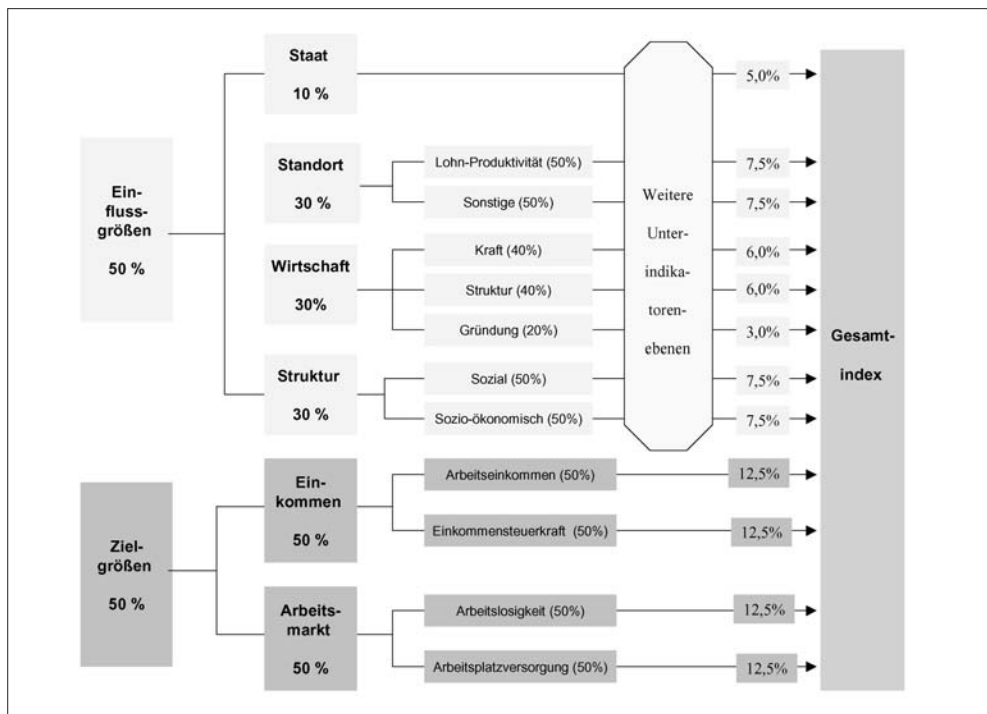 Staat
10 %
5,0%
Ein-
fluss-
größen
50 %
Standort
30 %
Lohn-Produktivität (50%)
7,5%
Sonstige (50%)
7,5%
Wirtschaft
30%
Kraft (40%)
6,0%
Struktur (40%)
6,0%
Gründung (20%)
3,0%
Struktur
30 %
Sozial (50%)
7,5%
Sozio-ökonomisch (50%)
7,5%
Weitere
Unter-
indika-
toren-
ebenen
Ziel-
größen
50 %
Ein-
kommen
50 %
Arbeitseinkommen (50%)
12,5%
Einkommensteuerkraft (50%)
12,5%
Arbeits-
markt
50 %
Arbeitslosigkeit (50%)
12,5%
Arbeitsplatzversorgung (50%)
12,5%
Gesamt-
index